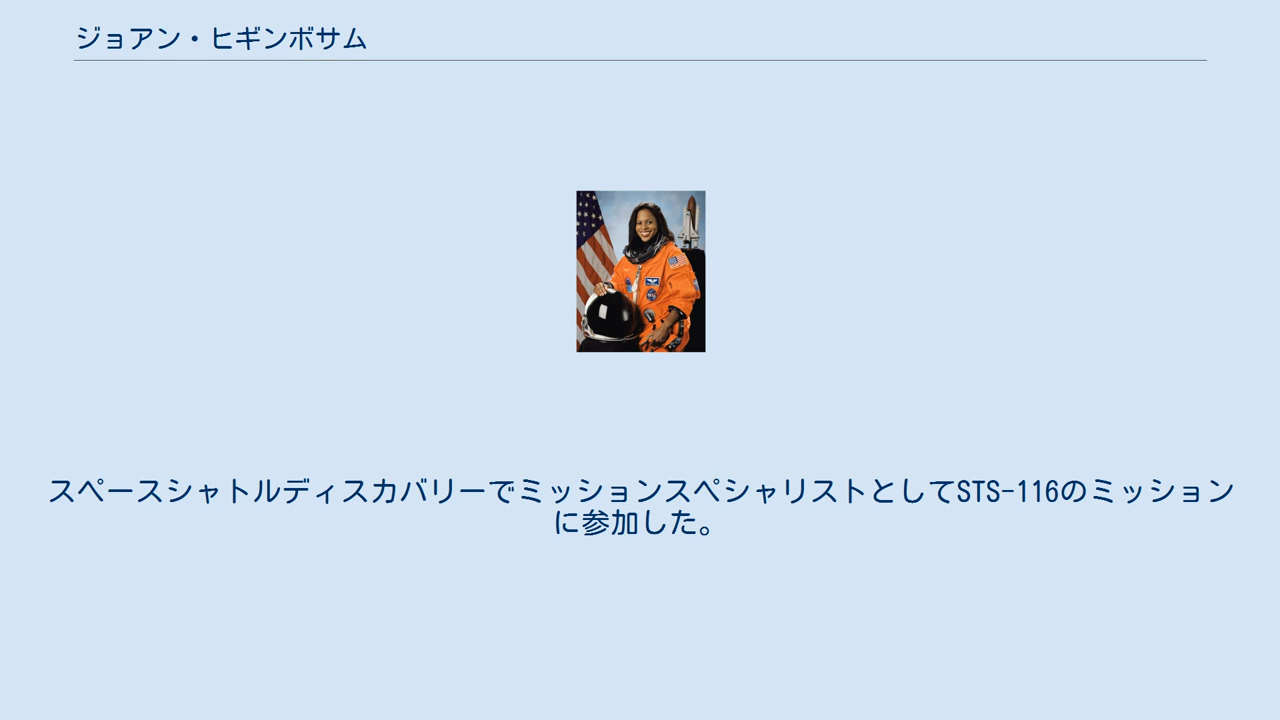 ジョアン・ヒギンボサム
スペースシャトルディスカバリーでミッションスペシャリストとしてSTS-116のミッション
に参加した。